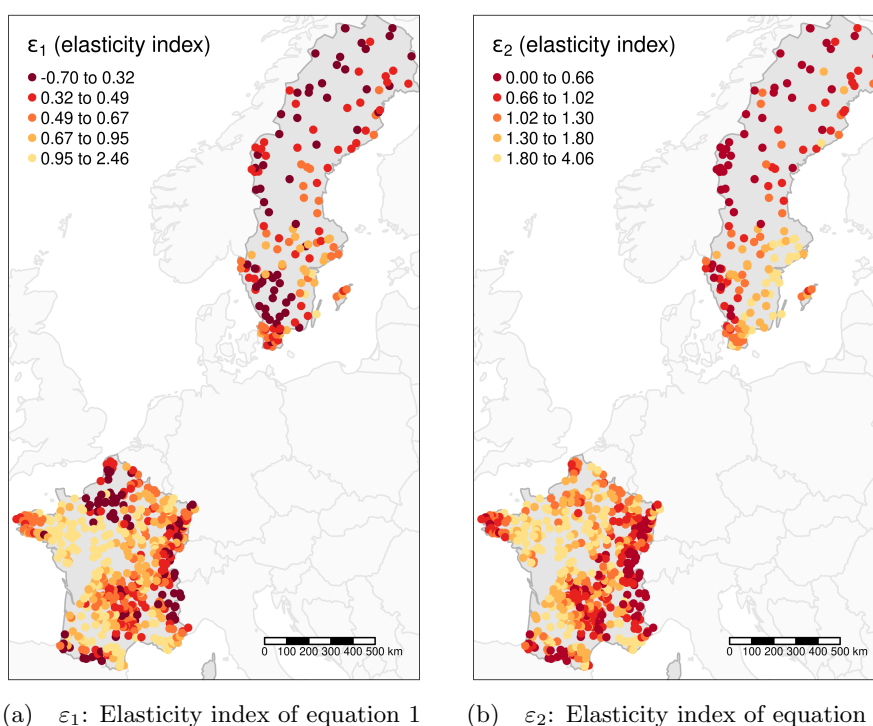 ε1 (elasticity index)
-0.70 to 0.32
0.32 to 0.49
0.49 to 0.67
0.67 to 0.95
0.95 to 2.46
0 100 200 300 400 500 km
ε2 (elasticity index)
0.00 to 0.66
0.66 to 1.02
1.02 to 1.30
1.30 to 1.80
1.80 to 4.06
0 100 200 300 400 500 km
(a) ε1: Elasticity index of equation 1
(b) ε2: Elasticity index of equation